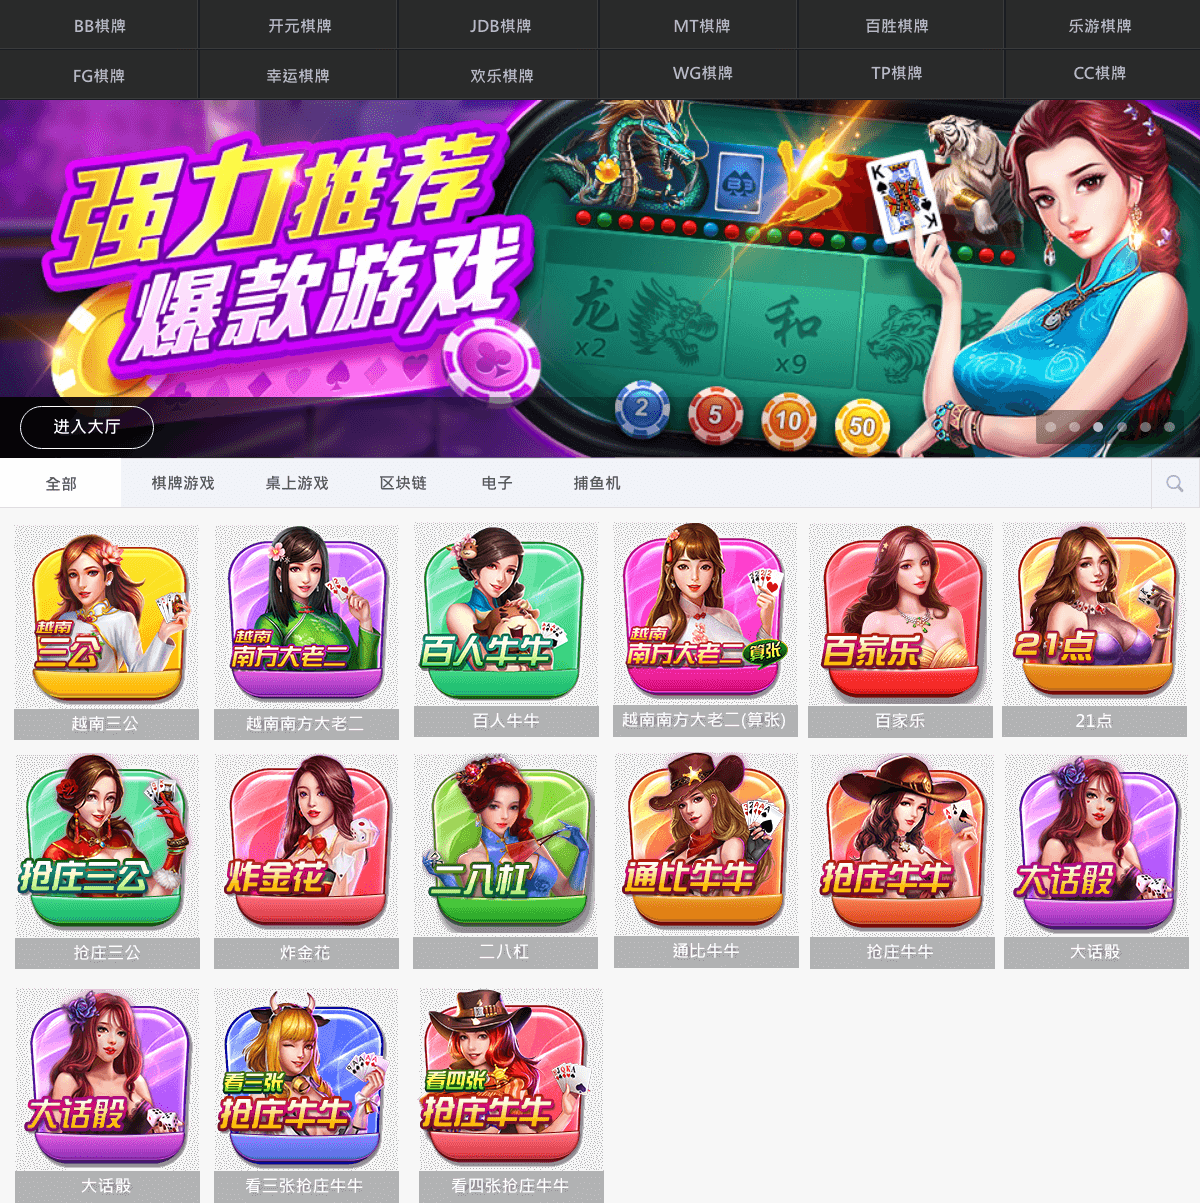 BB棋牌 开元棋牌 JDB棋牌 MT棋牌 百胜棋牌 乐游棋牌
FG棋牌 幸运棋牌 欢乐棋牌 WG棋牌 TP棋牌 CC棋牌
强力推荐
爆款游戏
VS
K
K
龙
x2
和
x9
虎
2
5
10
50
进入大厅
全部 棋牌游戏 桌上游戏 区块链 电子 捕鱼机
越南
三公
越南
南方大老二
百人牛牛
越南
南方大老二
算张
百家乐
21点
越南三公 越南南方大老二 百人牛牛 越南南方大老二(算张) 百家乐 21点
抢庄三公
炸金花
二八杠
通比牛牛
抢庄牛牛
大话骰
抢庄三公 炸金花 二八杠 通比牛牛 抢庄牛牛 大话骰
大话骰
看三张
抢庄牛牛
看四张
抢庄牛牛
大话骰 看三张抢庄牛牛 看四张抢庄牛牛